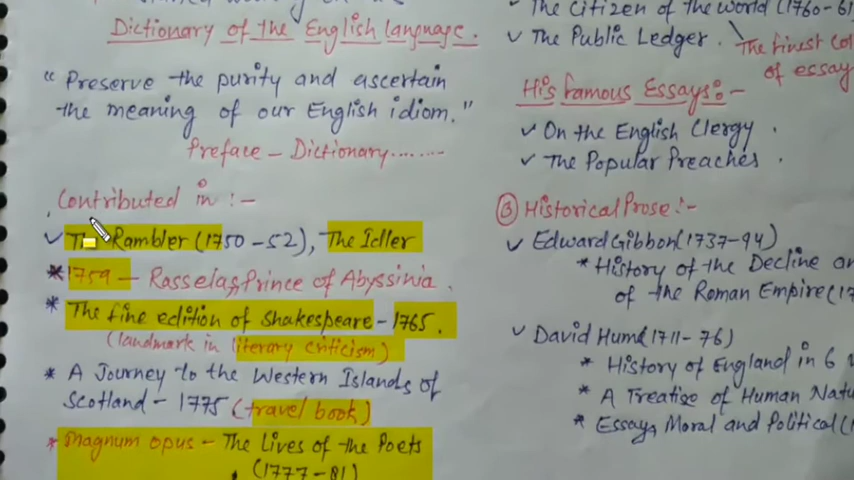 Dictionary of the English language.
"Preserve the purity and ascertain
the meaning of our English idiom."
Preface - Dictionary.......
Contributed in :-
✓ The Rambler (1750-52), The Idler
* 1759 - Rasselas, Prince of Abyssinia.
* The fine edition of Shakespeare - 1765.
(landmark in literary criticism)
* A Journey to the Western Islands of
Scotland - 1775 (travel book)
* Magnum opus - The Lives of the Poets
(1777-81)
✓ The Citizen of the World (1760-61
✓ The Public Ledger.
The finest col
of essay
His famous Essays:-
✓ On the English Clergy.
✓ The Popular Preaches.
③ Historical Prose:-
✓ Edward Gibbon (1737-94)
* History of the Decline an
of the Roman Empire (17
✓ David Hum (1711-76)
* History of England in 6
* A Treatise of Human Natu
* Essay, Moral and Political (